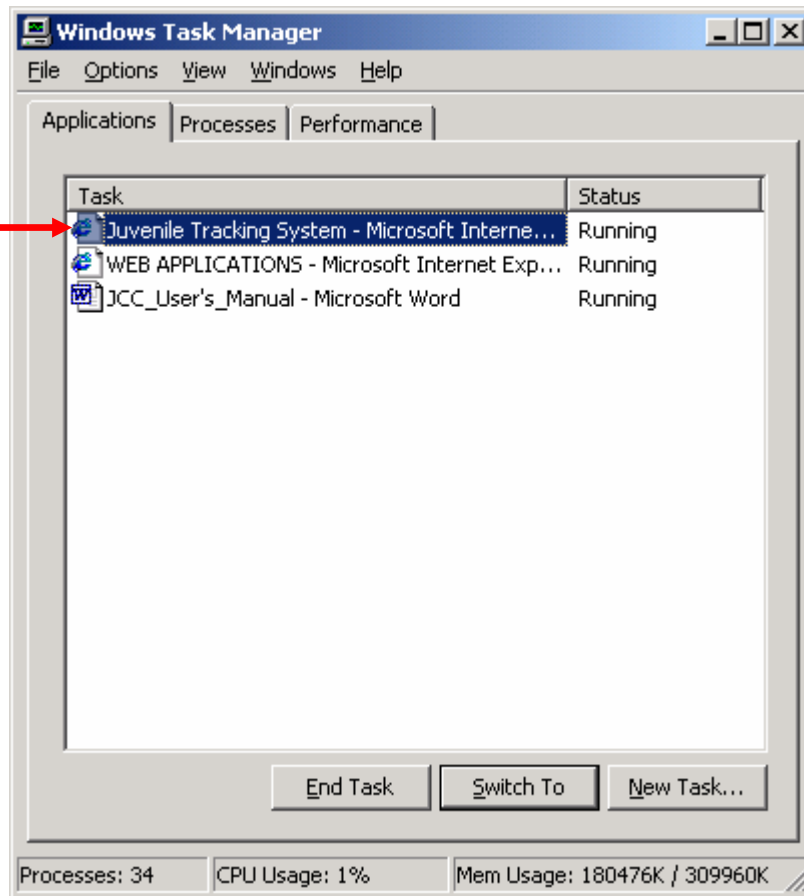 Windows Task Manager
File Options View Windows Help
Applications Processes Performance
Task Status
Juvenile Tracking System - Microsoft Interne... Running
WEB APPLICATIONS - Microsoft Internet Exp... Running
JCC_User's_Manual - Microsoft Word Running
End Task Switch To New Task...
Processes: 34 CPU Usage: 1% Mem Usage: 180476K / 309960K